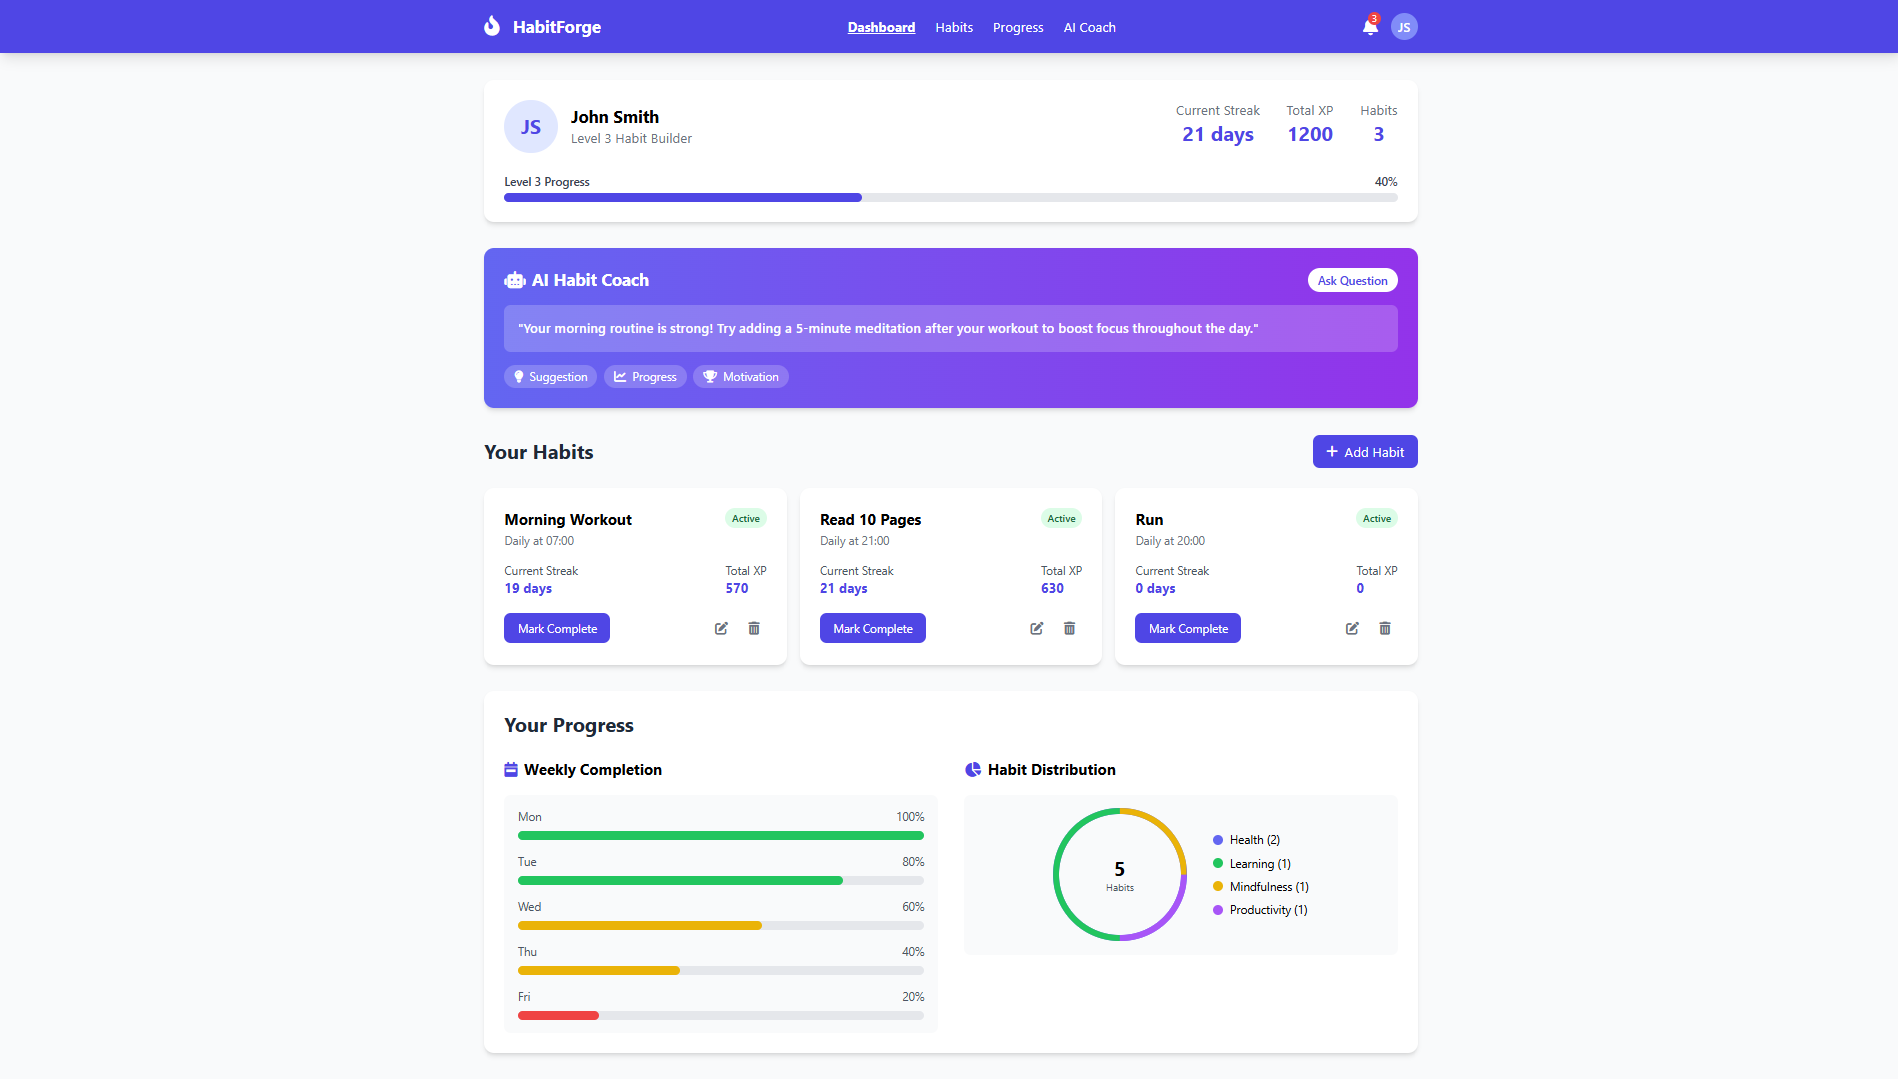 HabitForge
Dashboard Habits Progress AI Coach
3
JS
JS
John Smith
Level 3 Habit Builder
Current Streak Total XP Habits
21 days 1200 3
Level 3 Progress 40%
AI Habit Coach
Ask Question
"Your morning routine is strong! Try adding a 5-minute meditation after your workout to boost focus throughout the day."
Suggestion Progress Motivation
Your Habits
Add Habit
Morning Workout Active
Daily at 07:00
Current Streak Total XP
19 days 570
Mark Complete
Read 10 Pages Active
Daily at 21:00
Current Streak Total XP
21 days 630
Mark Complete
Run Active
Daily at 20:00
Current Streak Total XP
0 days 0
Mark Complete
Your Progress
Weekly Completion
Mon 100%
Tue 80%
Wed 60%
Thu 40%
Fri 20%
Habit Distribution
5
Habits
Health (2)
Learning (1)
Mindfulness (1)
Productivity (1)